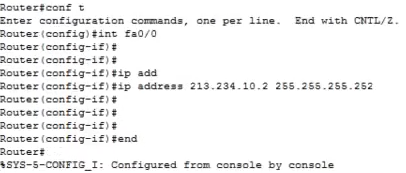 Router#conf t
Enter configuration commands, one per line.  End with CNTL/Z.
Router(config)#int fa0/0
Router(config-if)#
Router(config-if)#
Router(config-if)#ip add
Router(config-if)#ip address 213.234.10.2 255.255.255.252
Router(config-if)#
Router(config-if)#
Router(config-if)#
Router(config-if)#end
Router#
%SYS-5-CONFIG_I: Configured from console by console